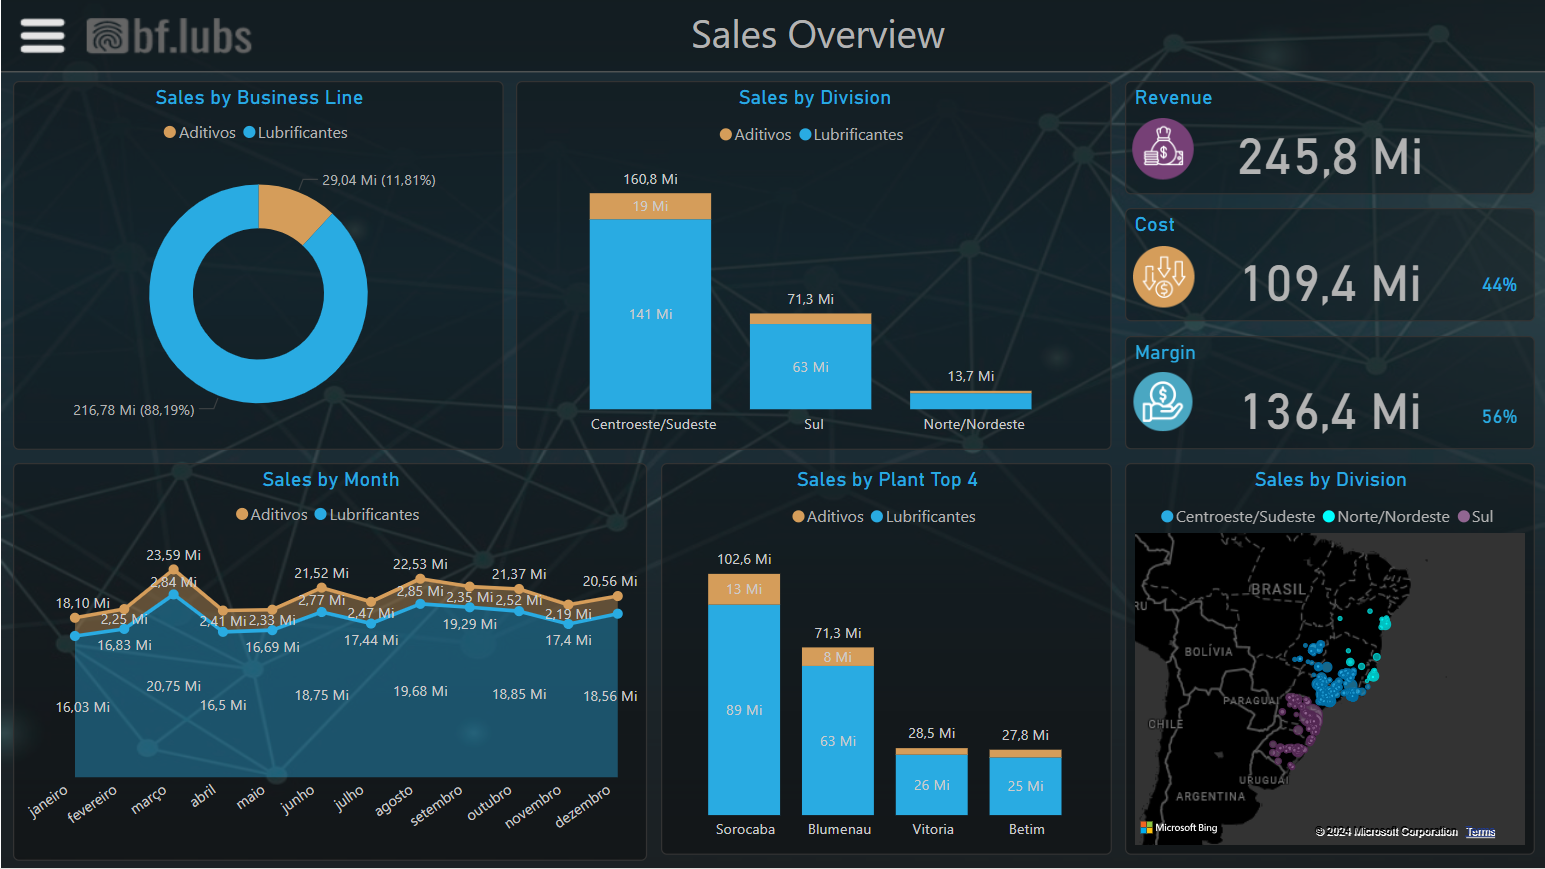 bf.lubs
Sales Overview
Sales by Business Line
Aditivos Lubrificantes
29,04 Mi (11,81%)
216,78 Mi (88,19%)
Sales by Division
Aditivos Lubrificantes
160,8 Mi
19 Mi
141 Mi
71,3 Mi
63 Mi
13,7 Mi
Centroeste/Sudeste Sul Norte/Nordeste
Revenue
245,8 Mi
Cost
109,4 Mi 44%
Margin
136,4 Mi 56%
Sales by Month
Aditivos Lubrificantes
18,10 Mi 23,59 Mi 21,52 Mi 22,53 Mi 21,37 Mi 20,56 Mi
2,25 Mi 2,84 Mi 2,41 Mi 2,33 Mi 2,77 Mi 2,47 Mi 2,85 Mi 2,35 Mi 2,52 Mi 2,19 Mi
16,03 Mi 16,83 Mi 20,75 Mi 16,5 Mi 16,69 Mi 18,75 Mi 17,44 Mi 19,68 Mi 19,29 Mi 18,85 Mi 17,4 Mi 18,56 Mi
janeiro fevereiro março abril maio junho julho agosto setembro outubro novembro dezembro
Sales by Plant Top 4
Aditivos Lubrificantes
102,6 Mi
13 Mi
89 Mi
71,3 Mi
8 Mi
63 Mi
28,5 Mi
26 Mi
27,8 Mi
25 Mi
Sorocaba Blumenau Vitoria Betim
Sales by Division
Centroeste/Sudeste Norte/Nordeste Sul
BRASIL
RU
BOLÍVIA
PARAGUAI
CHILE
URUGUAI
ARGENTINA
Microsoft Bing
© 2024 Microsoft Corporation Terms